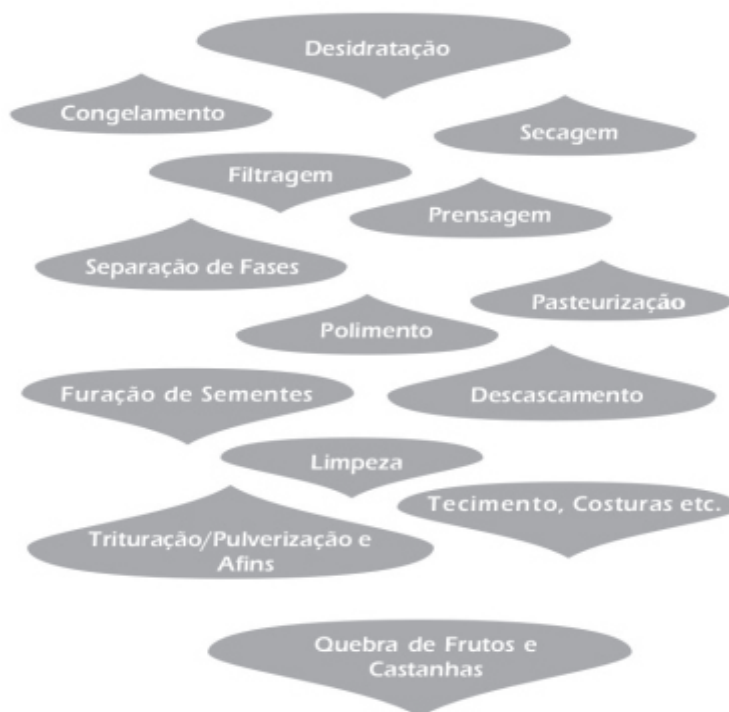 Desidratação
Congelamento
Secagem
Filtragem
Prensagem
Separação de Fases
Pasteurização
Polimento
Furação de Sementes
Descascamento
Limpeza
Tecimento, Costuras etc.
Trituração/Pulverização e
Afins
Quebra de Frutos e
Castanhas